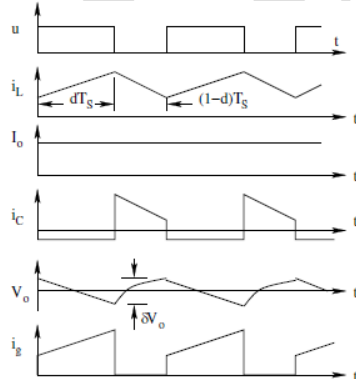 u
t
i_L
dT_S
(1-d)T_S
t
I_o
t
i_C
t
V_o
δV_o
t
i_g
t